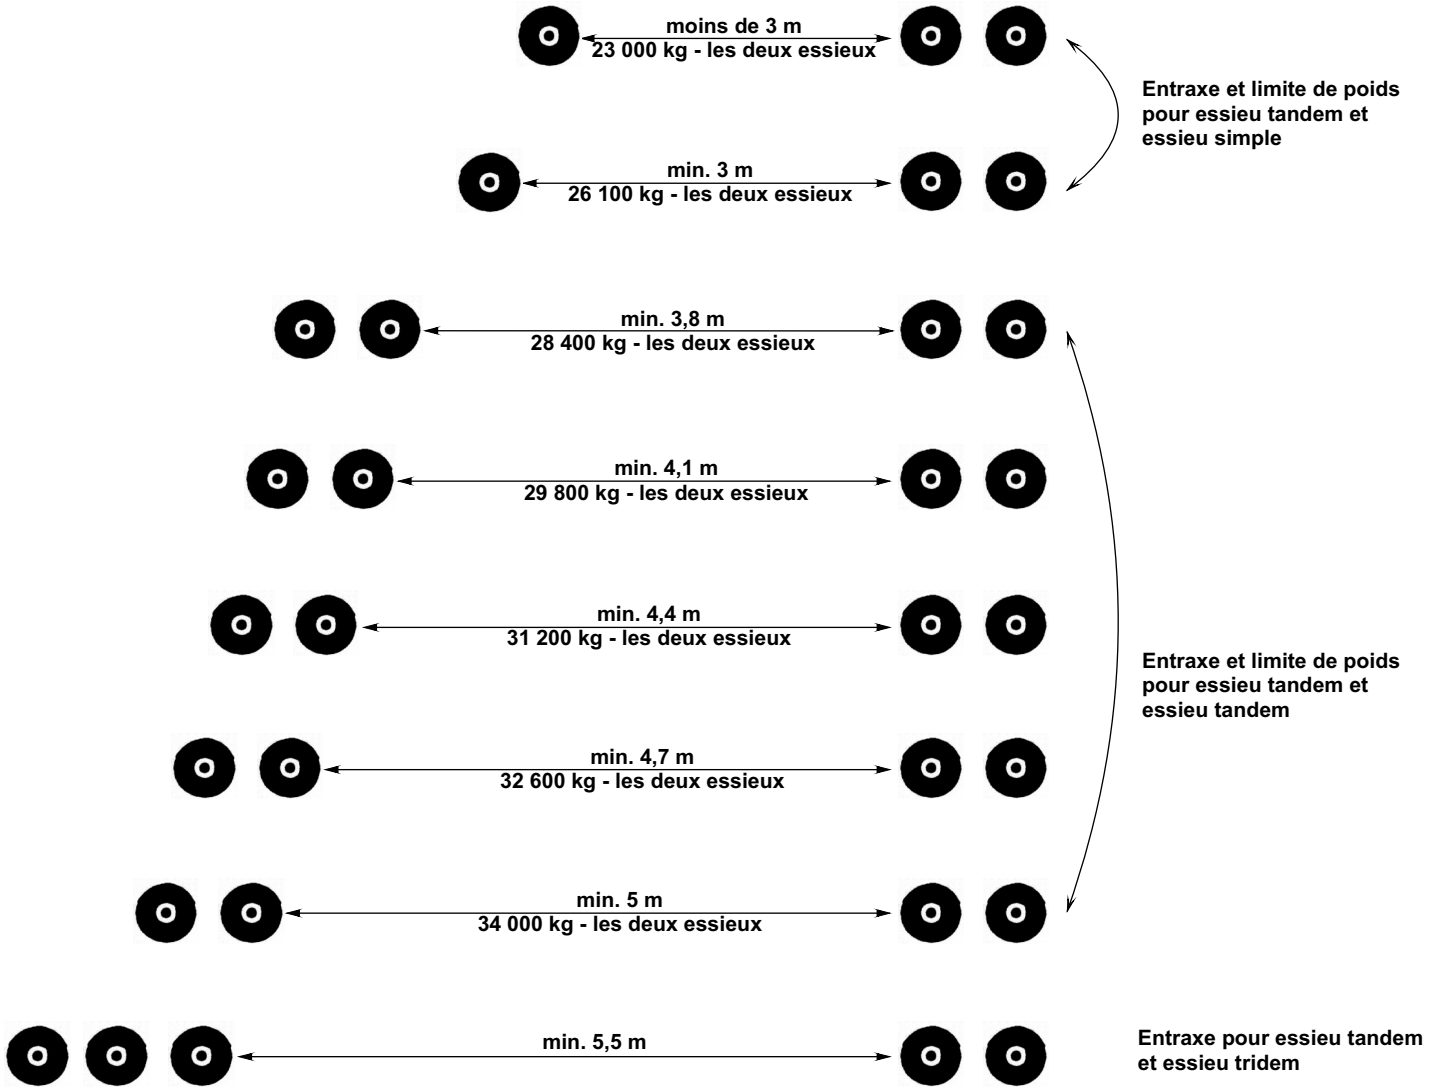 moins de 3 m
23 000 kg - les deux essieux
Entraxe et limite de poids
pour essieu tandem et
essieu simple
min. 3 m
26 100 kg - les deux essieux
min. 3,8 m
28 400 kg - les deux essieux
min. 4,1 m
29 800 kg - les deux essieux
min. 4,4 m
31 200 kg - les deux essieux
Entraxe et limite de poids
pour essieu tandem et
essieu tandem
min. 4,7 m
32 600 kg - les deux essieux
min. 5 m
34 000 kg - les deux essieux
min. 5,5 m
Entraxe pour essieu tandem
et essieu tridem